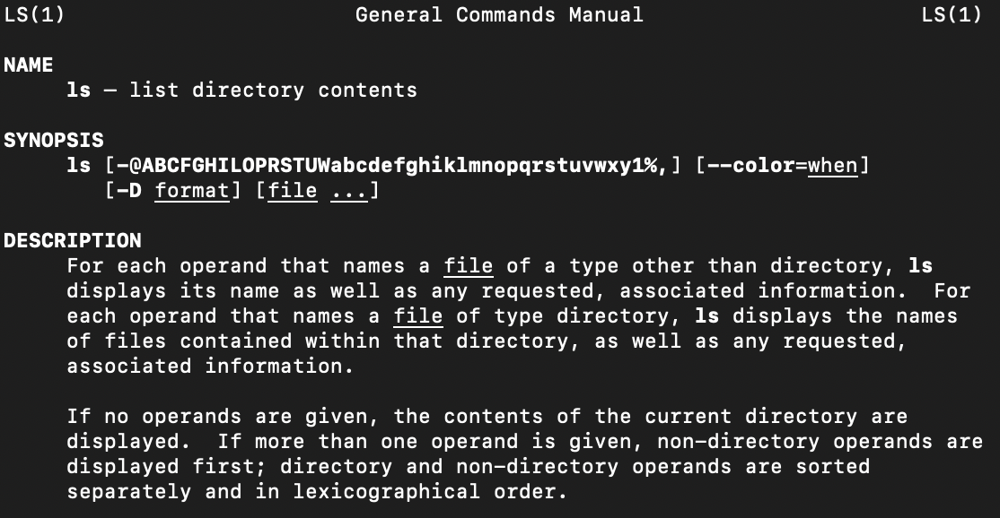 LS(1) General Commands Manual LS(1)
NAME
ls — list directory contents
SYNOPSIS
ls [-@ABCFGHILOPRSTUWabcdefghiklmnopqrstuvwxy1%,] [--color=when]
[-D format] [file ...]
DESCRIPTION
For each operand that names a file of a type other than directory, ls
displays its name as well as any requested, associated information.  For
each operand that names a file of type directory, ls displays the names
of files contained within that directory, as well as any requested,
associated information.
If no operands are given, the contents of the current directory are
displayed.  If more than one operand is given, non-directory operands are
displayed first; directory and non-directory operands are sorted
separately and in lexicographical order.